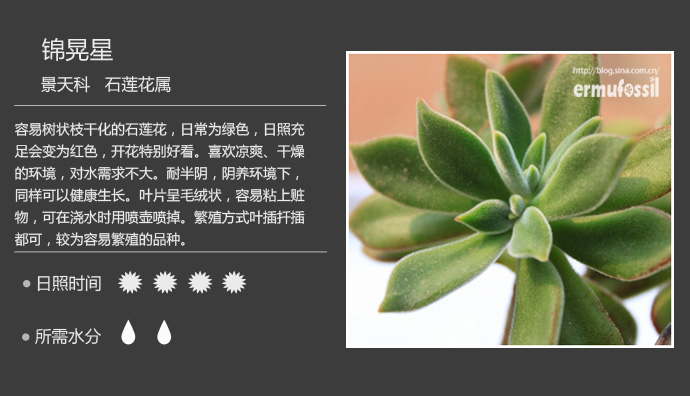 锦晃星
景天科 石莲花属
容易树状枝干化的石莲花，日常为绿色，日照充
足会变为红色，开花特别好看。喜欢凉爽、干燥
的环境，对水需求不大。耐半阴，阴养环境下，
同样可以健康生长。叶片呈毛绒状，容易粘上赃
物，可在浇水时用喷壶喷掉。繁殖方式叶插扦插
都可，较为容易繁殖的品种。
日照时间
所需水分
http://blog.sina.com.cn/
ermufossil